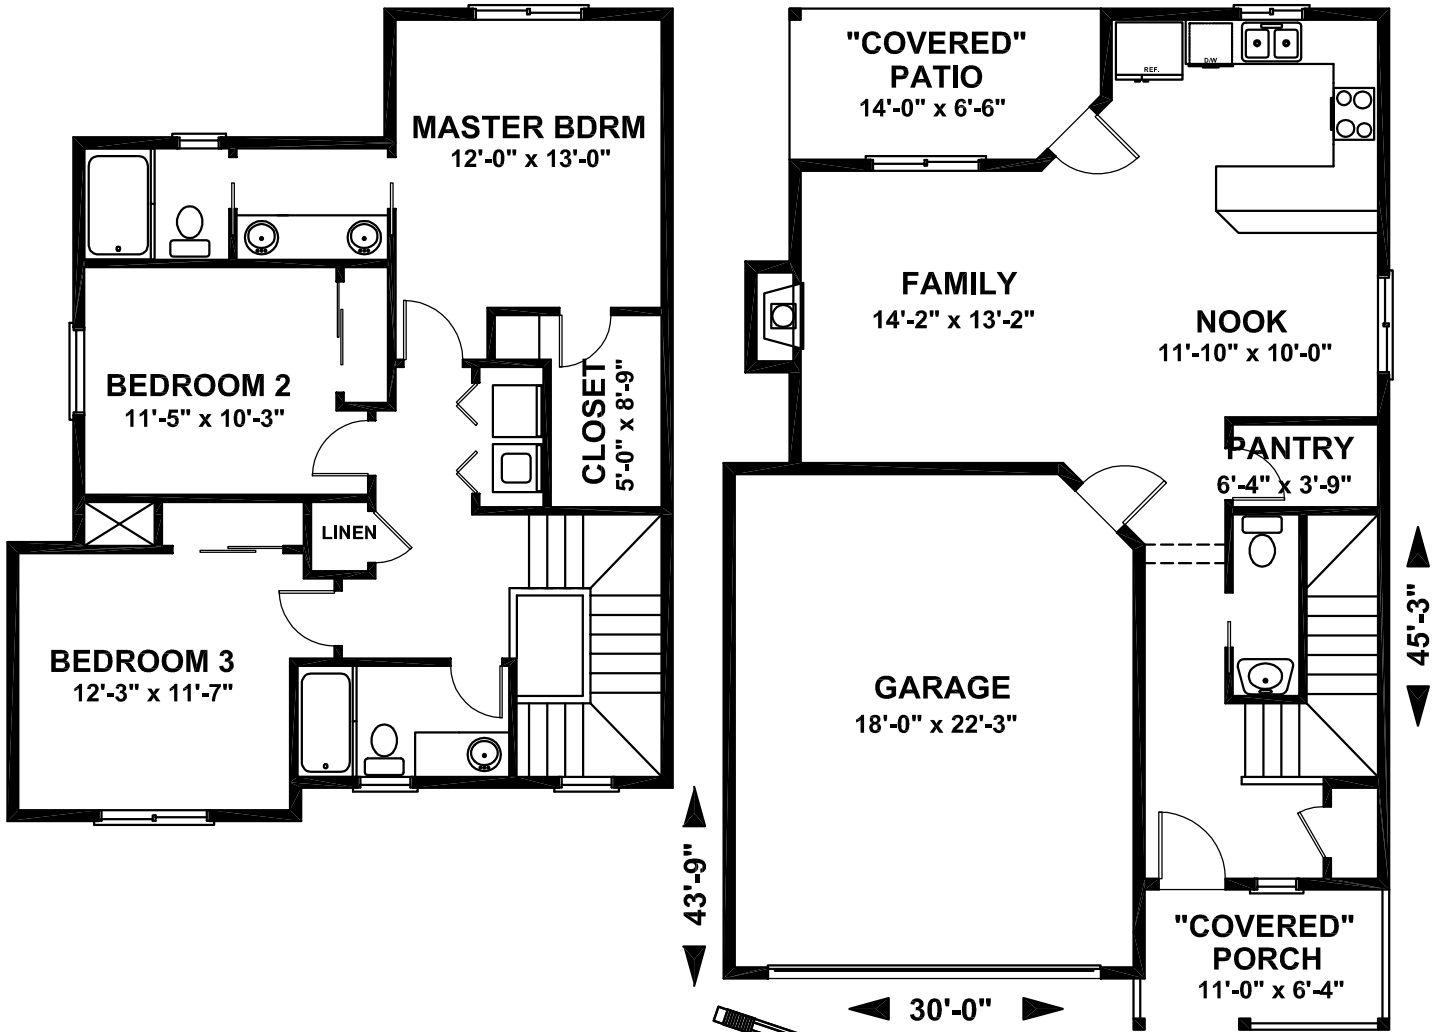 MASTER BDRM
12'-0" x 13'-0"
BEDROOM 2
11'-5" x 10'-3"
CLOSET
5'-0" x 8'-9"
LINEN
BEDROOM 3
12'-3" x 11'-7"
"COVERED"
PATIO
14'-0" x 6'-6"
REF.
D/W
FAMILY
14'-2" x 13'-2"
NOOK
11'-10" x 10'-0"
PANTRY
6'-4" x 3'-9"
GARAGE
18'-0" x 22'-3"
45'-3"
43'-9"
"COVERED"
PORCH
11'-0" x 6'-4"
30'-0"